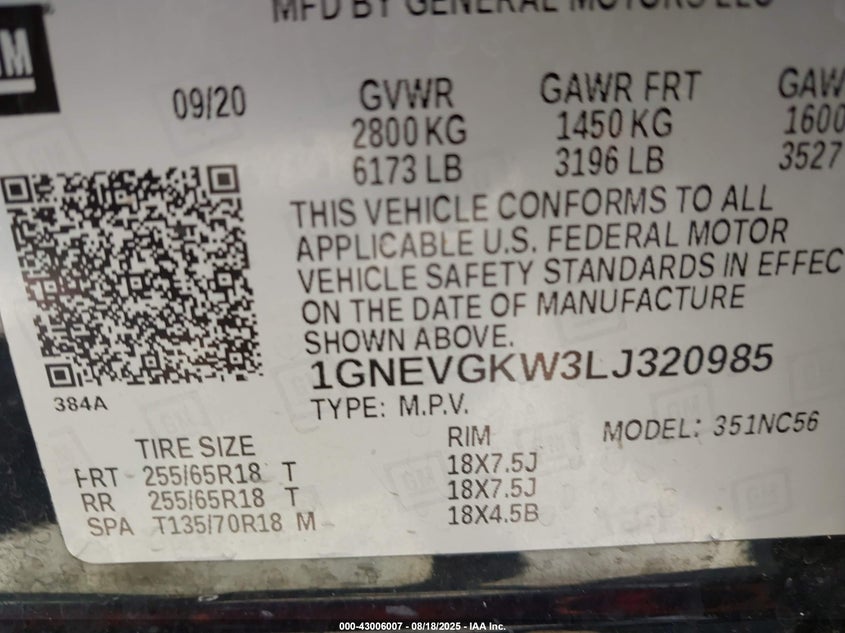 MFD BY GENERAL MOTORS LLC
GM
09/20 GVWR GAWR FRT GAW
2800 KG 1450 KG 1600
6173 LB 3196 LB 3527
THIS VEHICLE CONFORMS TO ALL
APPLICABLE U.S. FEDERAL MOTOR
VEHICLE SAFETY STANDARDS IN EFFEC
ON THE DATE OF MANUFACTURE
SHOWN ABOVE.
1GNEVGKW3LJ320985
384A
TYPE: M.P.V.
TIRE SIZE RIM MODEL: 351NC56
FRT 255/65R18 T 18X7.5J
RR 255/65R18 T 18X7.5J
SPA T135/70R18 M 18X4.5B
000-43006007 - 08/18/2025 - IAA Inc.